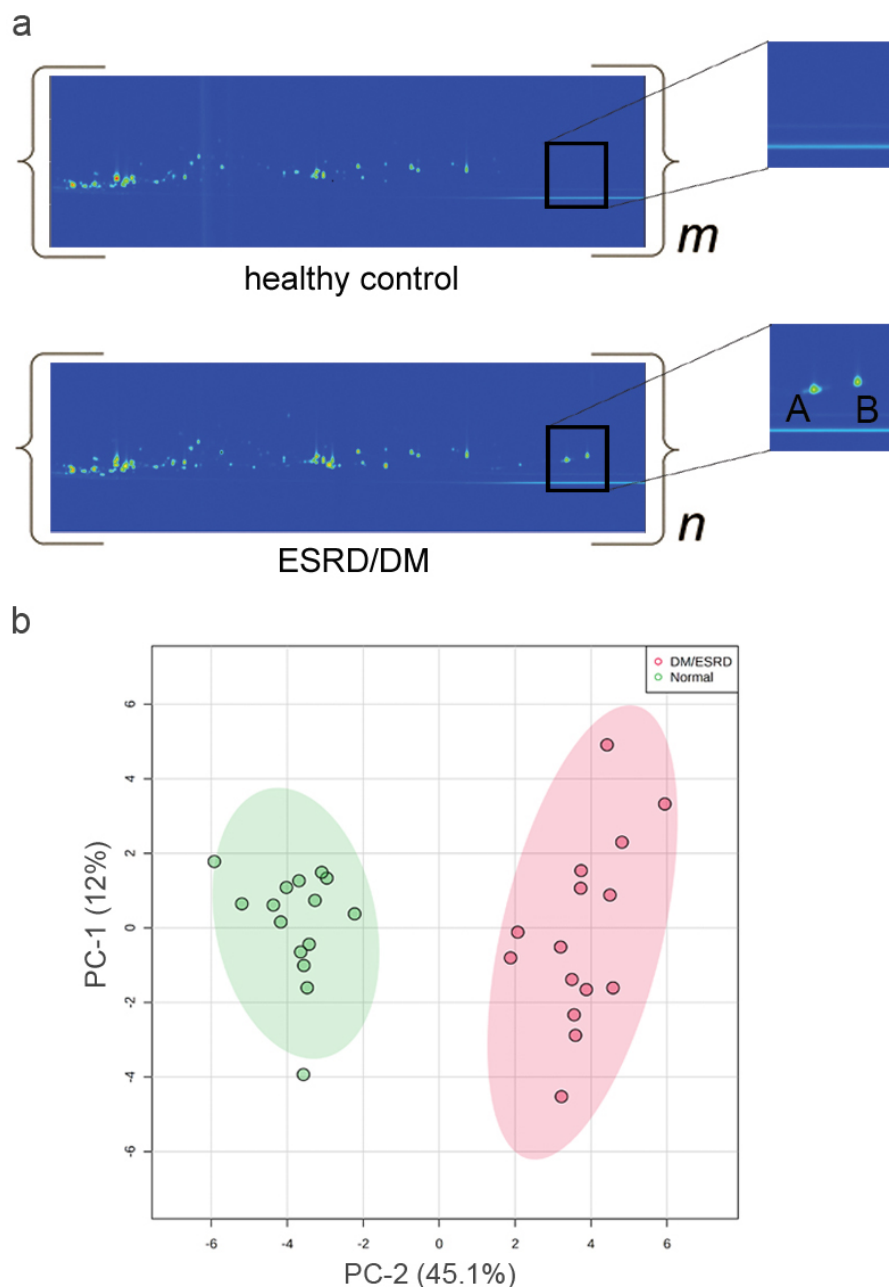 a
m
healthy control
A B
n
ESRD/DM
b
DM/ESRD
Normal
PC-1 (12%)
6
4
2
0
-2
-4
-6
-6 -4 -2 0 2 4 6
PC-2 (45.1%)